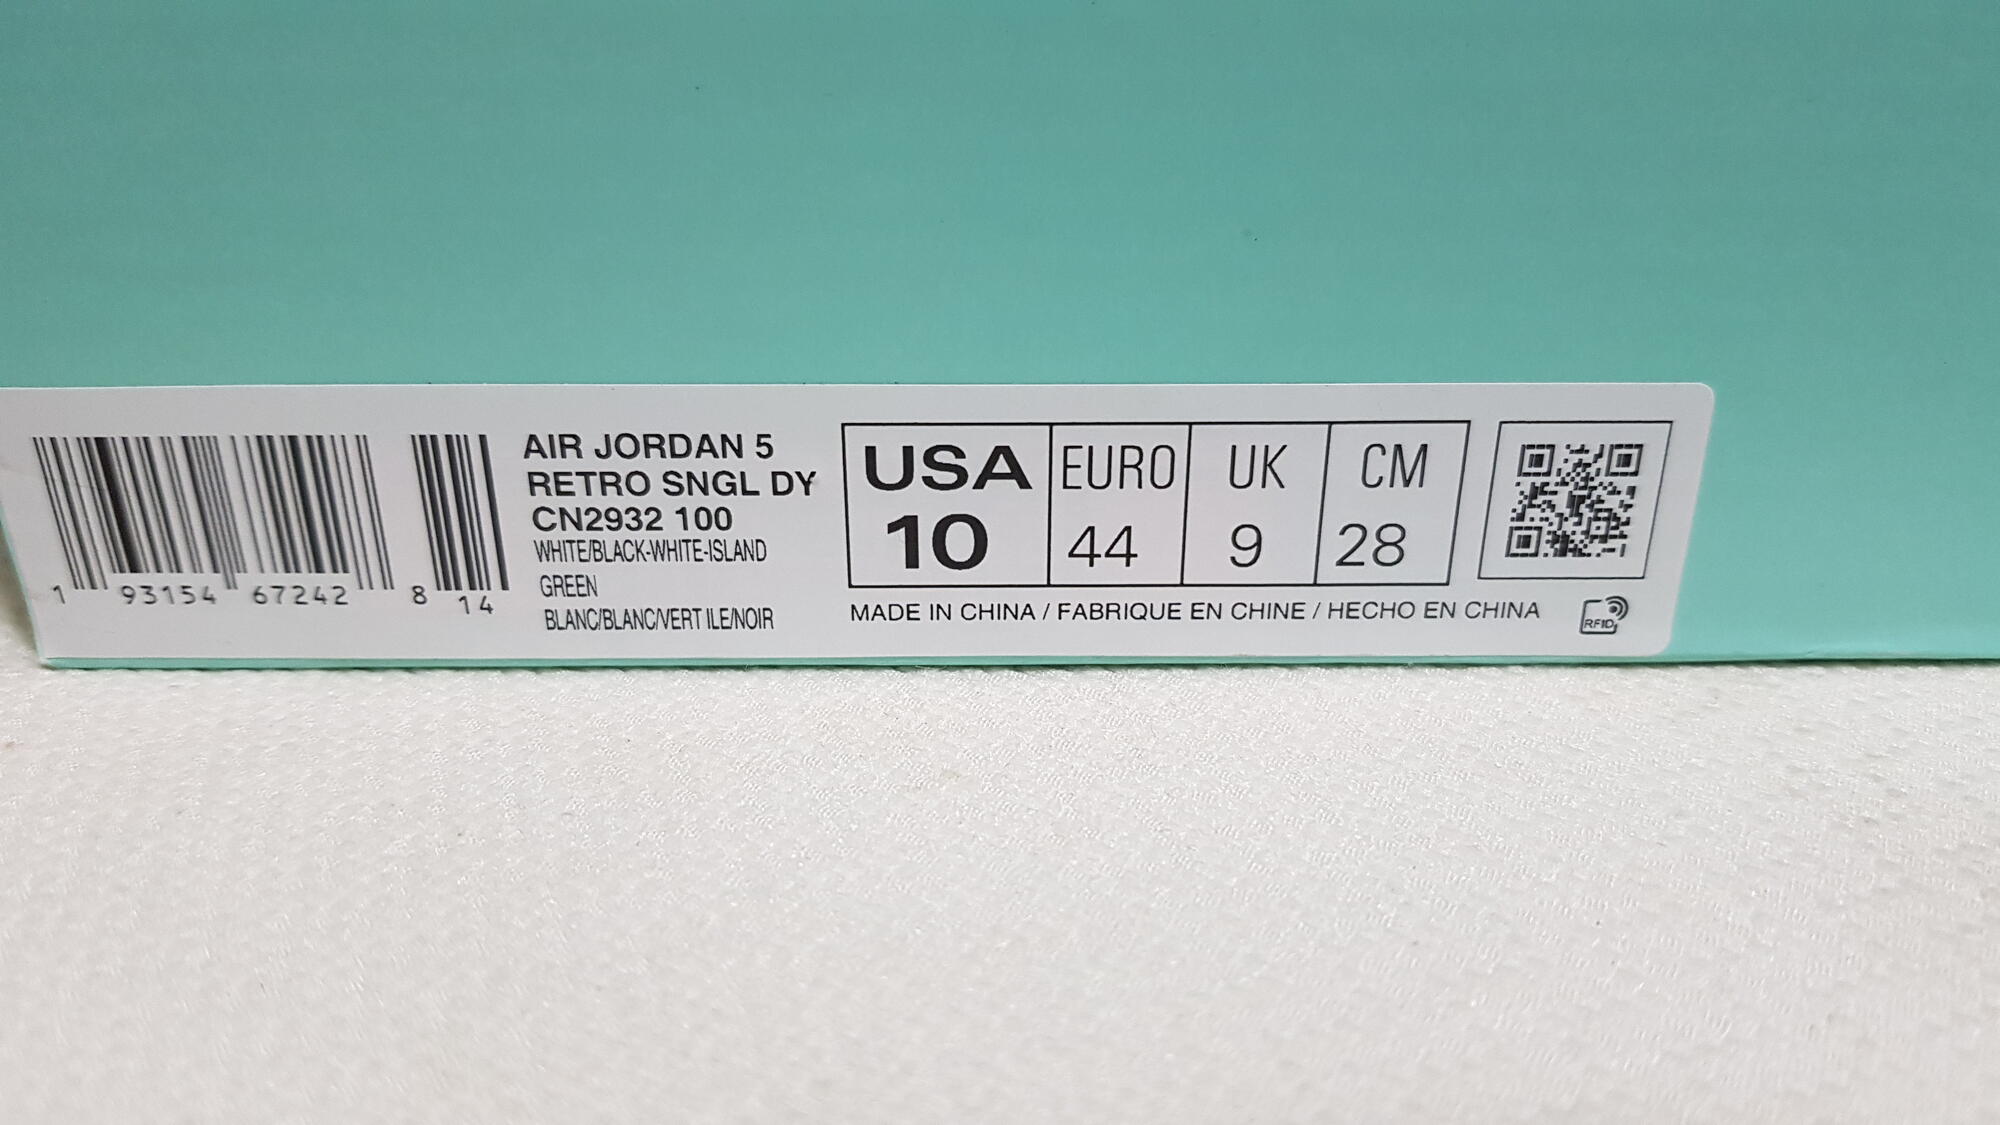 1 93154 67242 8 14
AIR JORDAN 5
RETRO SNGL DY
CN2932 100
WHITE/BLACK-WHITE-ISLAND
GREEN
BLANC/BLANC/VERT ILE/NOIR
USA EURO UK CM
10 44 9 28
MADE IN CHINA / FABRIQUE EN CHINE / HECHO EN CHINA
RFID